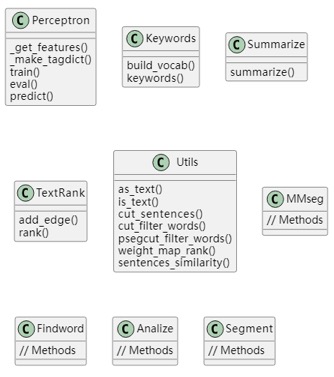 C Perceptron
_get_features()
_make_tagdict()
train()
eval()
predict()
C Keywords
build_vocab()
keywords()
C Summarize
summarize()
C TextRank
add_edge()
rank()
C Utils
as_text()
is_text()
cut_sentences()
cut_filter_words()
psegcut_filter_words()
weight_map_rank()
sentences_similarity()
C MMseg
// Methods
C Findword
// Methods
C Analize
// Methods
C Segment
// Methods